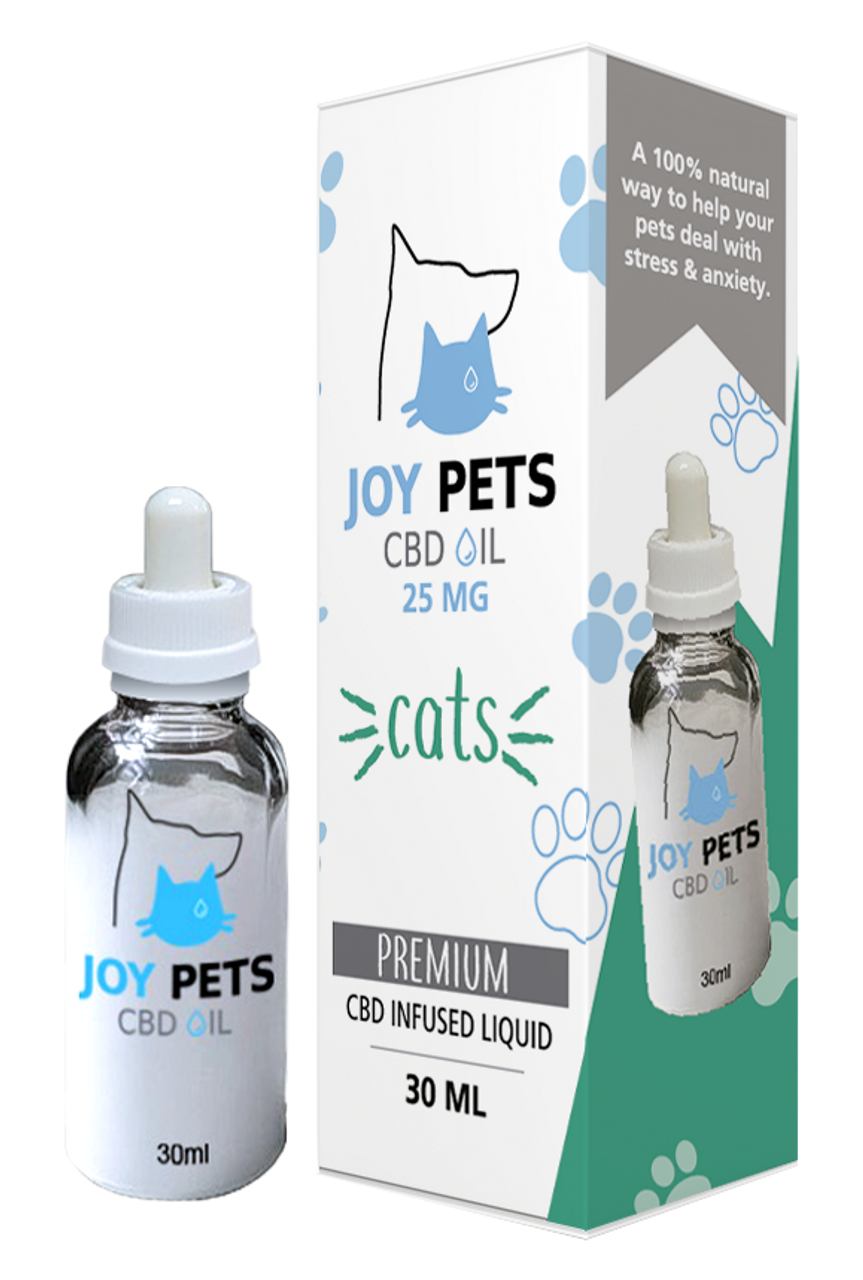 JOY PETS
CBD OIL
30ml
JOY PETS
CBD OIL
25 MG
cats
PREMIUM
CBD INFUSED LIQUID
30 ML
A 100% natural
way to help your
pets deal with
stress & anxiety.
JOY PETS
CBD OIL
30ml